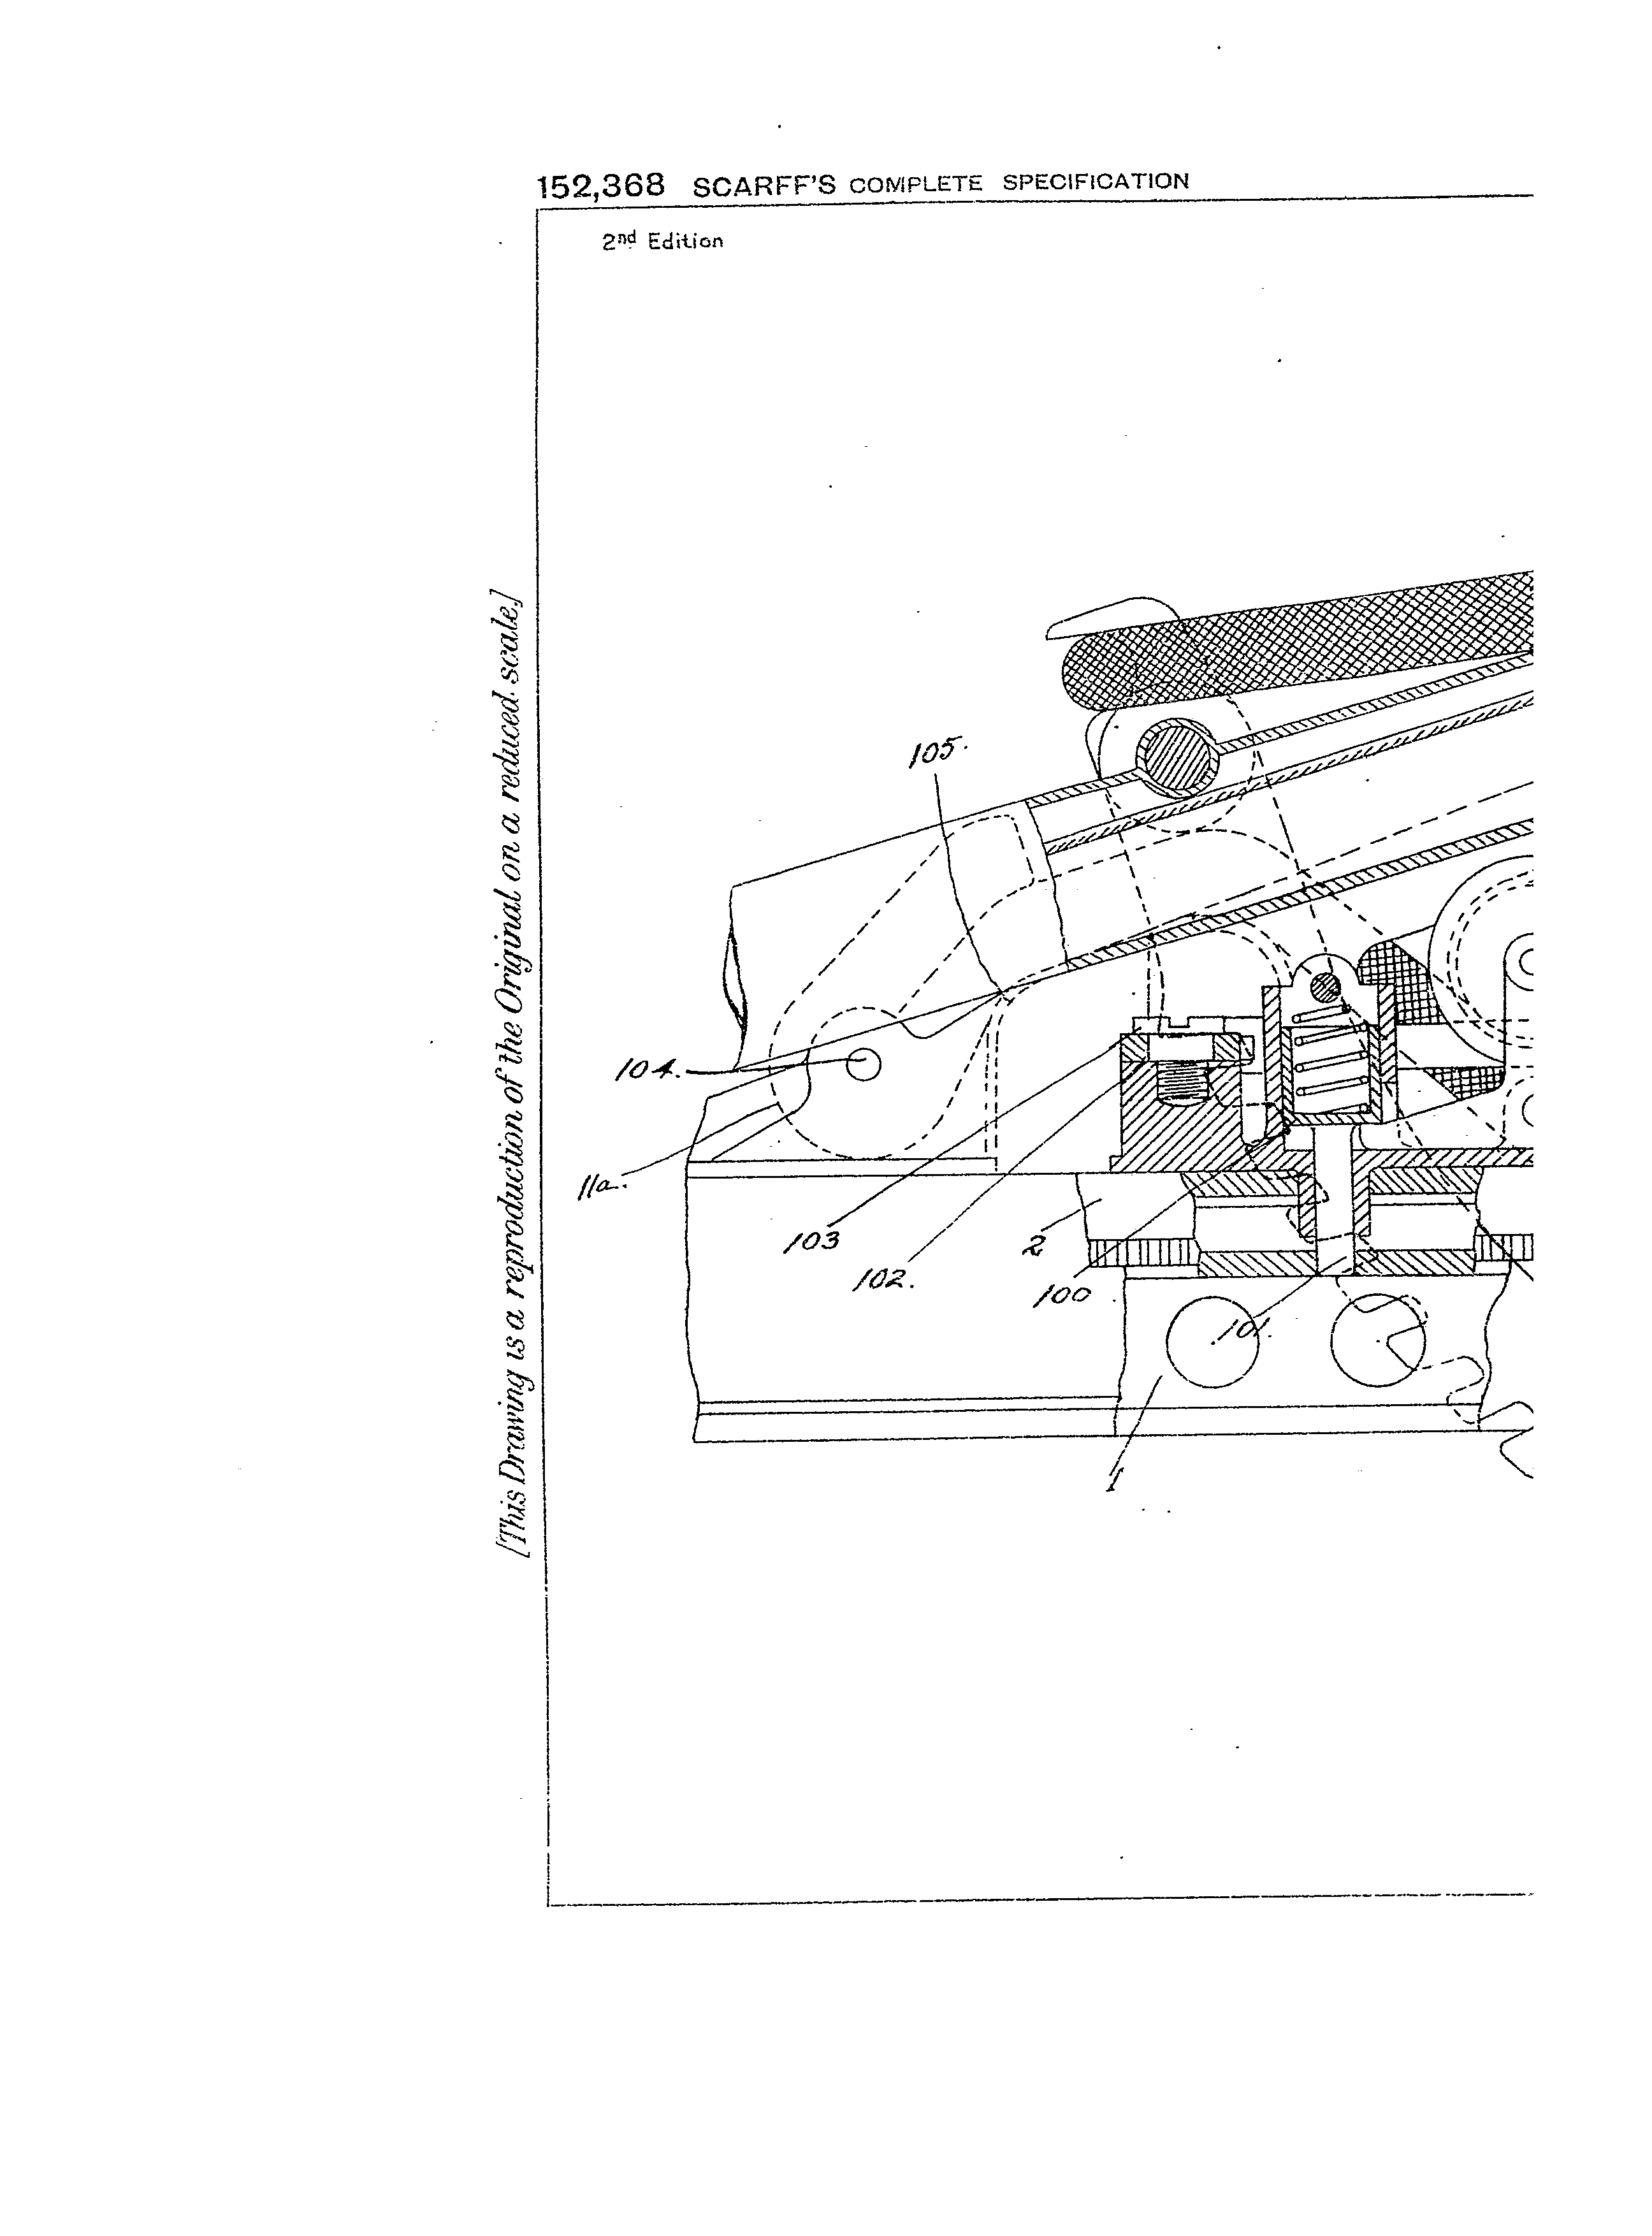 152,368 SCARFF'S COMPLETE SPECIFICATION
2nd Edition
[This Drawing is a reproduction of the Original on a reduced scale.]
105.
104.
11a.
103
102.
2
100
101.
1